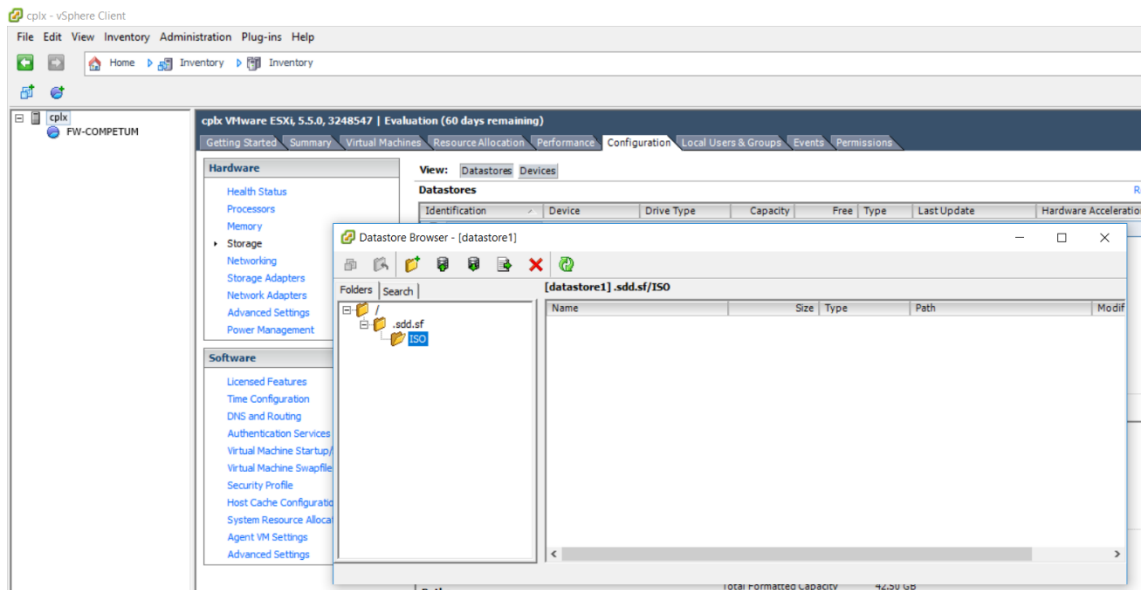 cplx - vSphere Client
File Edit View Inventory Administration Plug-ins Help
Home Inventory Inventory
cplx
FW-COMPETUM
cplx VMware ESXi, 5.5.0, 3248547 | Evaluation (60 days remaining)
Getting Started Summary Virtual Machines Resource Allocation Performance Configuration Local Users & Groups Events Permissions
Hardware
Health Status
Processors
Memory
Storage
Networking
Storage Adapters
Network Adapters
Advanced Settings
Power Management
Software
Licensed Features
Time Configuration
DNS and Routing
Authentication Services
Virtual Machine Startup/
Virtual Machine Swapfile
Security Profile
Host Cache Configuratio
System Resource Allocat
Agent VM Settings
Advanced Settings
View: Datastores Devices
Datastores
Identification Device Drive Type Capacity Free Type Last Update Hardware Acceleration
Datastore Browser - [datastore1]
Folders Search
/
.sdd.sf
ISO
[datastore1] .sdd.sf/ISO
Name Size Type Path Modif
Total Formatted Capacity 42.50 GB